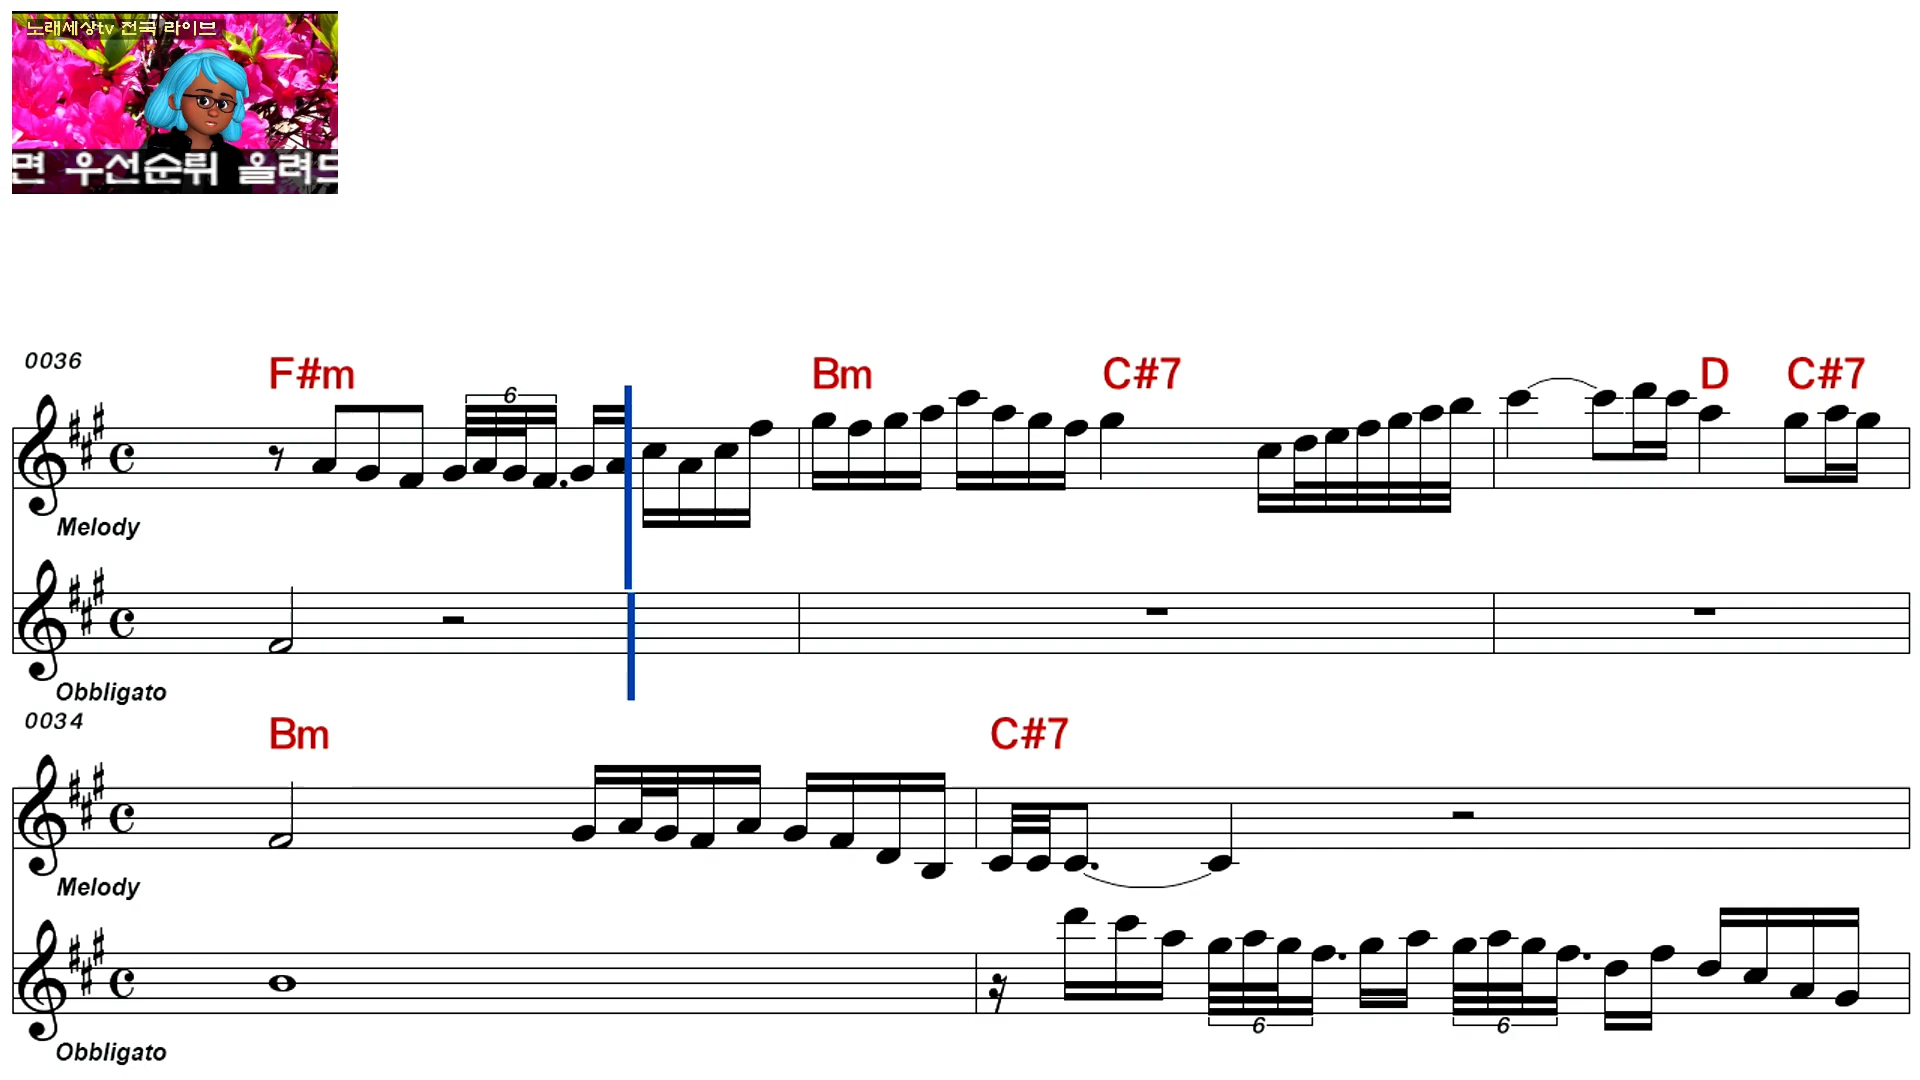 노래세상tv 전국 라이브
면 우선순위 올려드
0036
F#m Bm C#7 D C#7
6
Melody
Obbligato
0034
Bm C#7
Melody
6 6
Obbligato